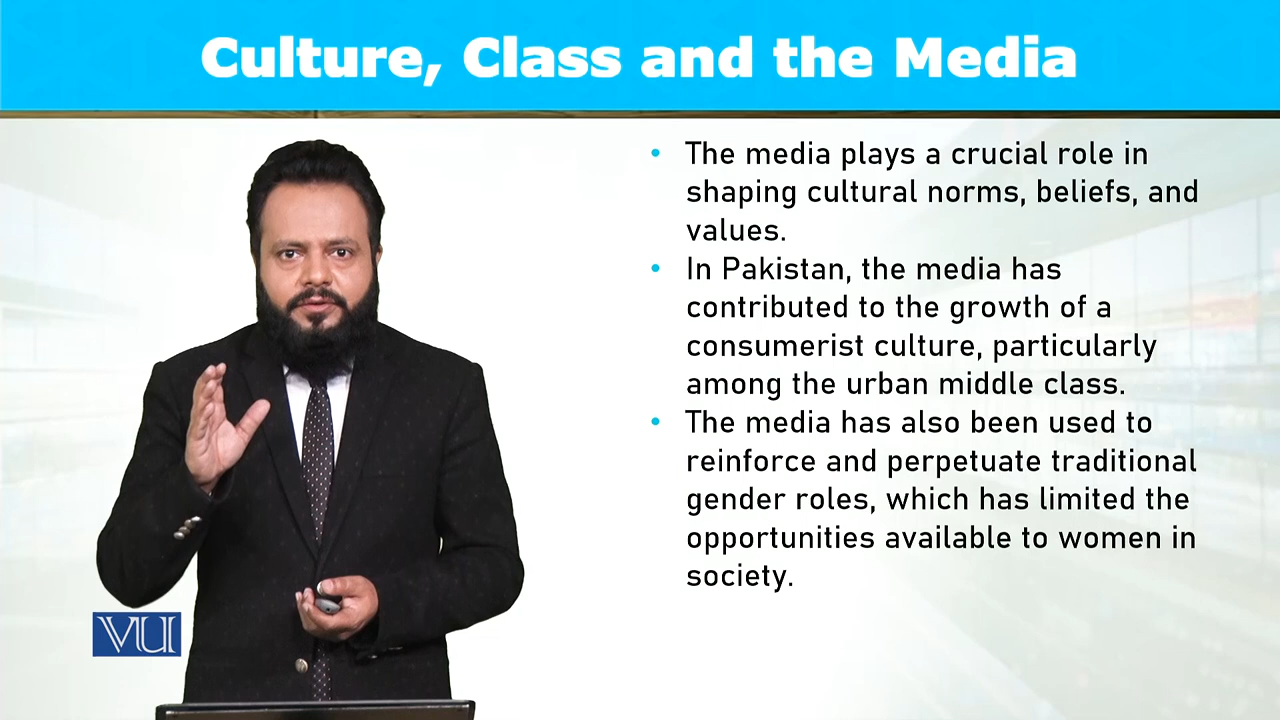 Culture, Class and the Media
• The media plays a crucial role in
shaping cultural norms, beliefs, and
values.
• In Pakistan, the media has
contributed to the growth of a
consumerist culture, particularly
among the urban middle class.
• The media has also been used to
reinforce and perpetuate traditional
gender roles, which has limited the
opportunities available to women in
society.
VU